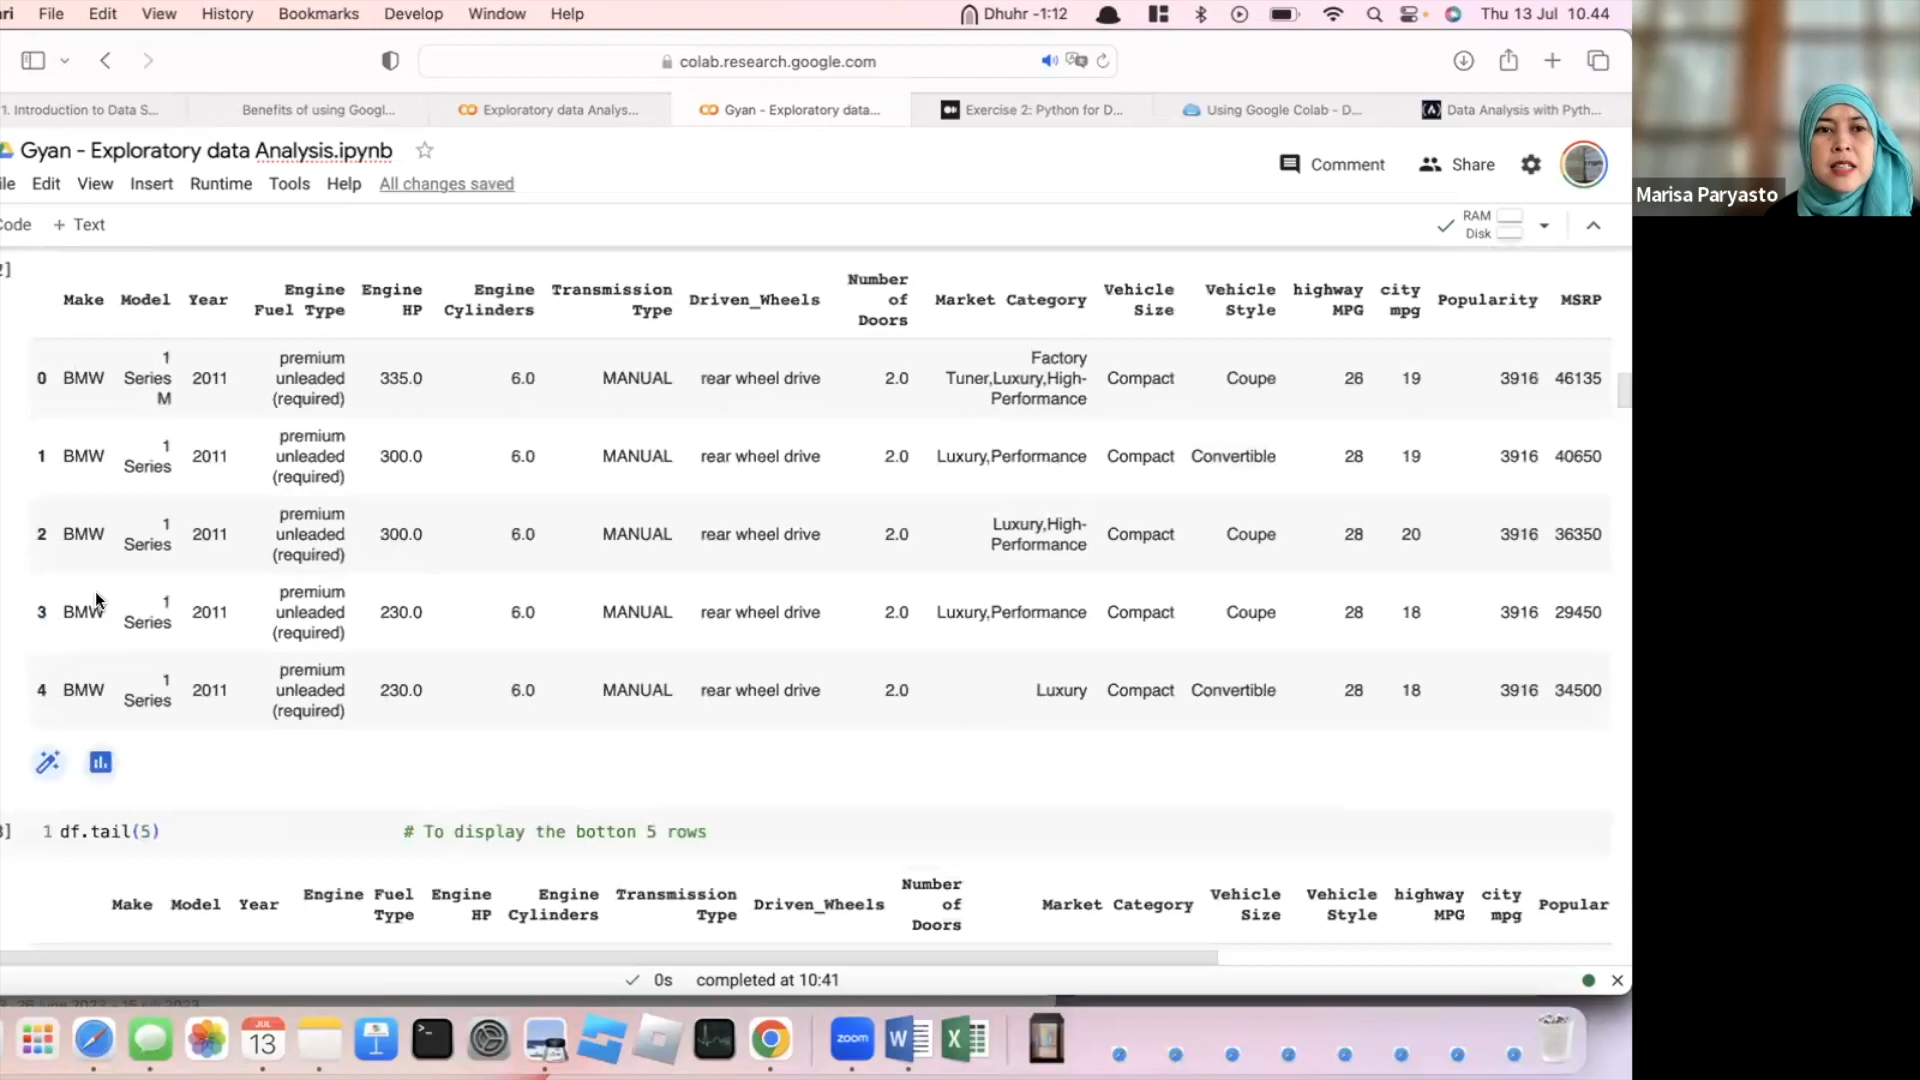 ri File Edit View History Bookmarks Develop Window Help Dhuhr -1:12 Thu 13 Jul 10.44
colab.research.google.com
1. Introduction to Data S... Benefits of using Googl... Exploratory data Analys... Gyan - Exploratory data... Exercise 2: Python for D... Using Google Colab - D... Data Analysis with Pyth...
Gyan - Exploratory data Analysis.ipynb
Comment Share
ile Edit View Insert Runtime Tools Help All changes saved
Marisa Paryasto
ode + Text
RAM
Disk
Make Model Year Engine Fuel Type Engine HP Engine Cylinders Transmission Type Driven_Wheels Number of Doors Market Category Vehicle Size Vehicle Style highway MPG city mpg Popularity MSRP
0 BMW 1 Series M 2011 premium unleaded (required) 335.0 6.0 MANUAL rear wheel drive 2.0 Factory Tuner,Luxury,High-Performance Compact Coupe 26 19 3916 46135
1 BMW 1 Series 2011 premium unleaded (required) 300.0 6.0 MANUAL rear wheel drive 2.0 Luxury,Performance Compact Convertible 28 19 3916 40650
2 BMW 1 Series 2011 premium unleaded (required) 300.0 6.0 MANUAL rear wheel drive 2.0 Luxury,High-Performance Compact Coupe 28 20 3916 36350
3 BMW 1 Series 2011 premium unleaded (required) 230.0 6.0 MANUAL rear wheel drive 2.0 Luxury,Performance Compact Coupe 28 18 3916 29450
4 BMW 1 Series 2011 premium unleaded (required) 230.0 6.0 MANUAL rear wheel drive 2.0 Luxury Compact Convertible 28 18 3916 34500
1 df.tail(5) # To display the botton 5 rows
Make Model Year Engine Fuel Type Engine HP Engine Cylinders Transmission Type Driven_Wheels Number of Doors Market Category Vehicle Size Vehicle Style highway MPG city mpg Popular
0s completed at 10:41
JUL
13
zoom
W
X